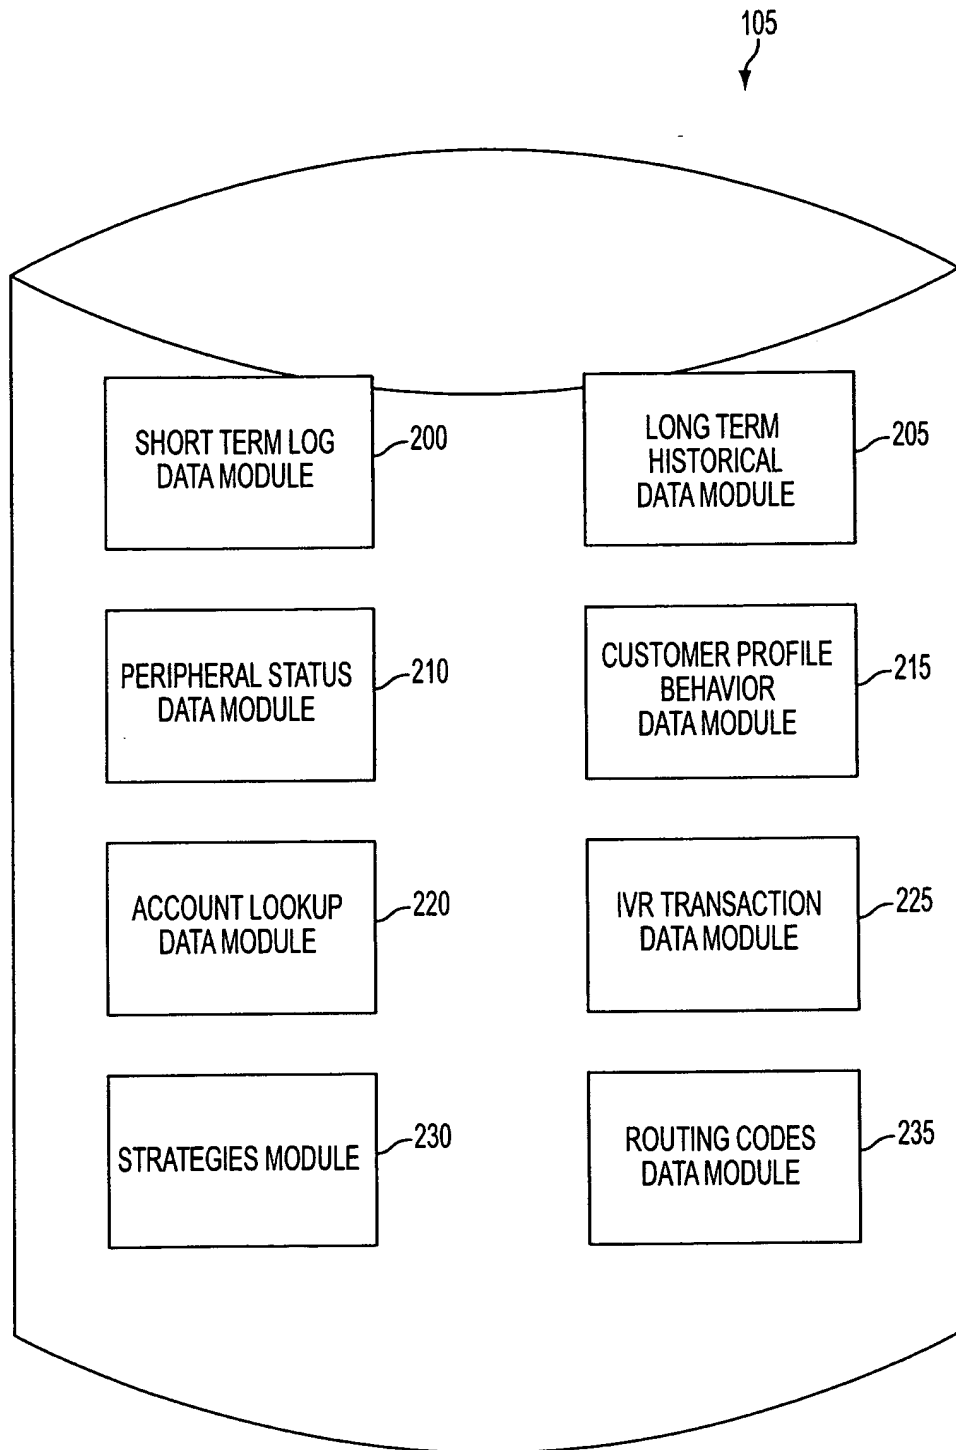 105
SHORT TERM LOG
DATA MODULE
200
LONG TERM
HISTORICAL
DATA MODULE
205
PERIPHERAL STATUS
DATA MODULE
210
CUSTOMER PROFILE
BEHAVIOR
DATA MODULE
215
ACCOUNT LOOKUP
DATA MODULE
220
IVR TRANSACTION
DATA MODULE
225
STRATEGIES MODULE
230
ROUTING CODES
DATA MODULE
235